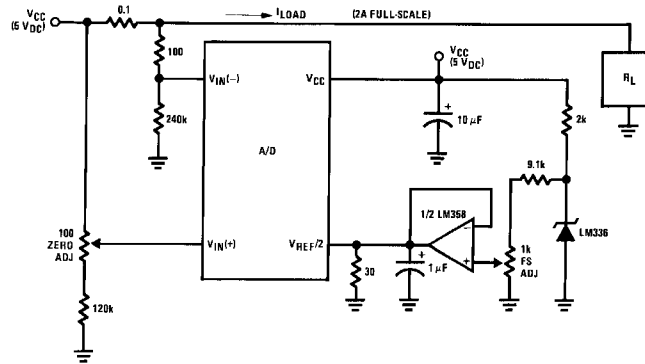 VCC
(5 VDC)
0.1
ILOAD
(2A FULL-SCALE)
100
VIN(−)
240k
A/D
VCC
VCC
(5 VDC)
+
10 μF
RL
2k
9.1k
LM336
1/2 LM358
−
+
1k
FS
ADJ
100
ZERO
ADJ
VIN(+)
VREF/2
30
+
1 μF
120k